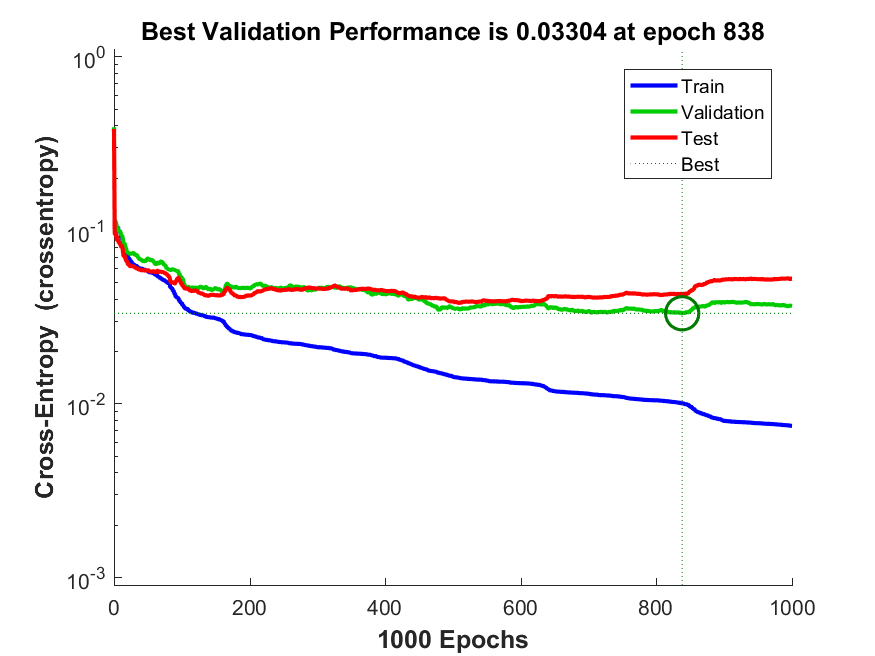 Best Validation Performance is 0.03304 at epoch 838
10^0
10^-1
10^-2
10^-3
Cross-Entropy (crossentropy)
Train
Validation
Test
Best
0 200 400 600 800 1000
1000 Epochs